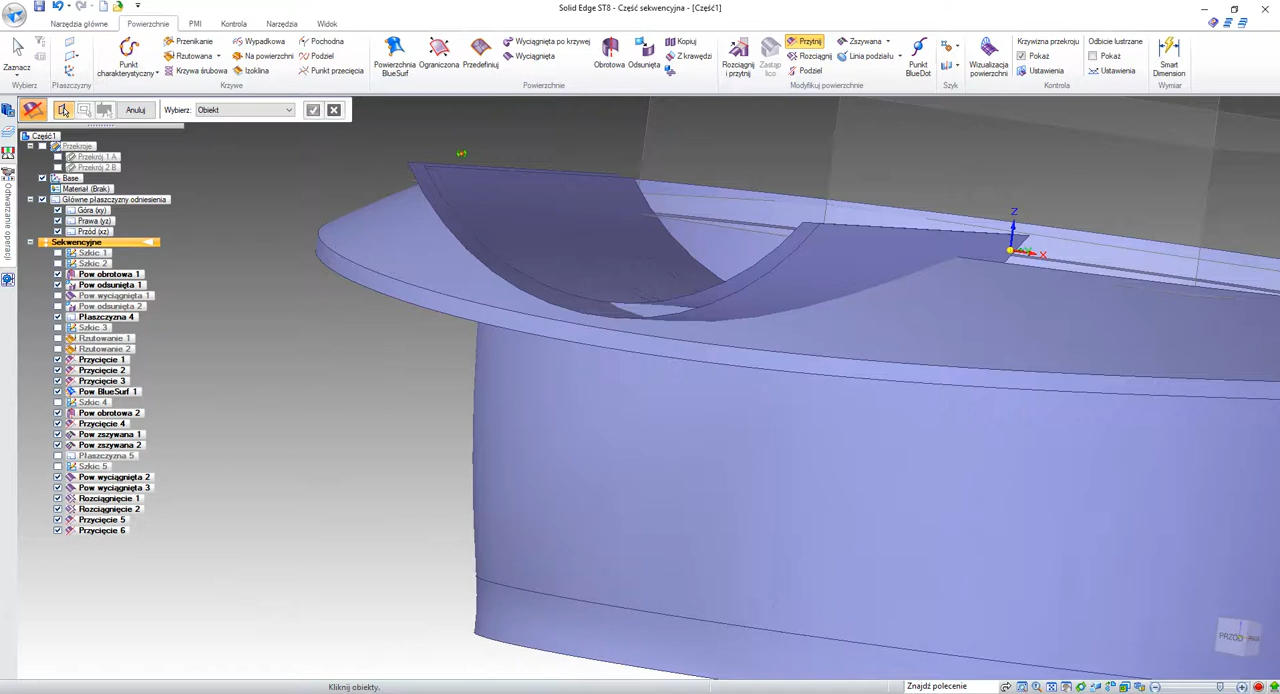 Solid Edge ST8 - Część sekwencyjna - [Część1]
Narzędzia główne Powierzchnie PMI Kontrola Narzędzia Widok
Zaznacz
Wybierz
Płaszczyzny
Punkt charakterystyczny
Przenikanie
Rzutowana
Krzywa śrubowa
Wypadkowa
Na powierzchni
Izoklina
Pochodna
Podziel
Punkt przecięcia
Krzywe
Powierzchnia BlueSurf
Ograniczona
Przedefiniuj
Wyciągnięta po krzywej
Wyciągnięta
Obrotowa
Odsunięta
Kopiuj
Z krawędzi
Powierzchnie
Rozciągnij i przytnij
Zastąp lico
Przytnij
Rozciągnij
Podziel
Zszywana
Linia podziału
Modyfikuj powierzchnie
Punkt BlueDot
Szyk
Wizualizacja powierzchni
Krzywizna przekroju
Pokaż
Ustawienia
Odbicie lustrzane
Pokaż
Ustawienia
Kontrola
Smart Dimension
Wymiar
Anuluj
Wybierz:
Obiekt
Odtwarzanie operacji
Część1
Przekroje
Przekrój 1 A
Przekrój 2 B
Base
Materiał (Brak)
Główne płaszczyzny odniesienia
Góra (xy)
Prawa (yz)
Przód (xz)
Sekwencyjne
Szkic 1
Szkic 2
Pow obrotowa 1
Pow odsunięta 1
Pow wyciągnięta 1
Pow odsunięta 2
Płaszczyzna 4
Szkic 3
Rzutowanie 1
Rzutowanie 2
Przycięcie 1
Przycięcie 2
Przycięcie 3
Pow BlueSurf 1
Szkic 4
Pow obrotowa 2
Przycięcie 4
Pow zszywana 1
Pow zszywana 2
Płaszczyzna 5
Szkic 5
Pow wyciągnięta 2
Pow wyciągnięta 3
Rozciągnięcie 1
Rozciągnięcie 2
Przycięcie 5
Przycięcie 6
Z
X
PRZÓD
Kliknij obiekty.
Znajdź polecenie